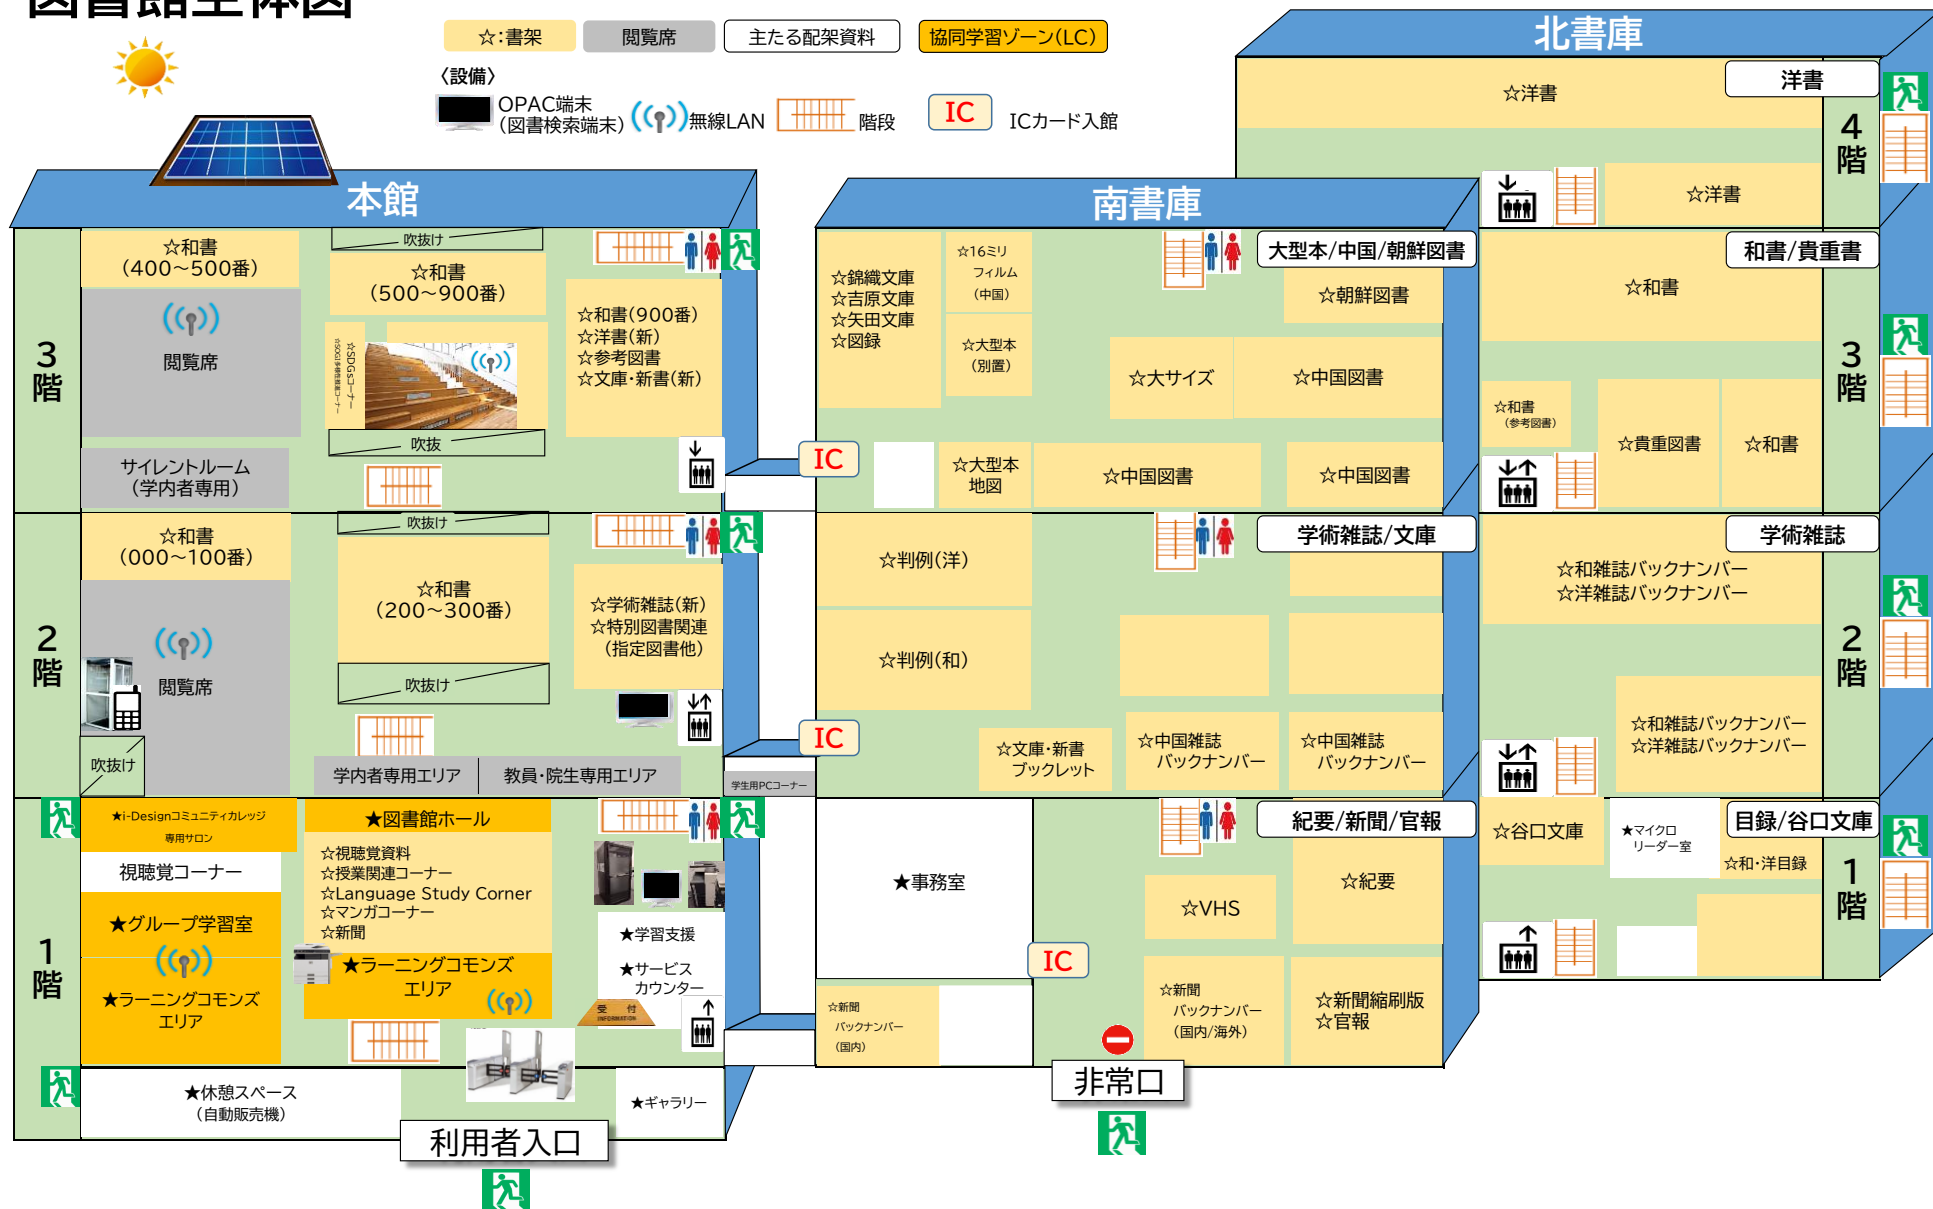 図書館全体図
☆:書架
閲覧席
主たる配架資料
協同学習ゾーン(LC)
〈設備〉
OPAC端末
(図書検索端末)
無線LAN
階段
IC
ICカード入館
北書庫
洋書
☆洋書
☆洋書
4
階
本館
3
階
☆和書
(400〜500番)
閲覧席
サイレントルーム
(学内者専用)
吹抜け
☆和書
(500〜900番)
☆SDGsコーナー
吹抜
☆和書(900番)
☆洋書(新)
☆参考図書
☆文庫・新書(新)
IC
南書庫
大型本/中国/朝鮮図書
☆錦織文庫
☆吉原文庫
☆矢田文庫
☆図録
☆16ミリ
フィルム
(中国)
☆大型本
(別置)
☆朝鮮図書
☆大サイズ
☆中国図書
☆大型本
地図
☆中国図書
☆中国図書
和書/貴重書
☆和書
☆和書
(参考図書)
☆貴重図書
☆和書
3
階
2
階
☆和書
(000〜100番)
閲覧席
吹抜け
吹抜け
☆和書
(200〜300番)
吹抜け
☆学術雑誌(新)
☆特別図書関連
(指定図書他)
学内者専用エリア
教員・院生専用エリア
学生用PCコーナー
IC
学術雑誌/文庫
☆判例(洋)
☆判例(和)
☆文庫・新書
ブックレット
☆中国雑誌
バックナンバー
☆中国雑誌
バックナンバー
学術雑誌
☆和雑誌バックナンバー
☆洋雑誌バックナンバー
☆和雑誌バックナンバー
☆洋雑誌バックナンバー
2
階
1
階
★i-Designコミュニティカレッジ
専用サロン
視聴覚コーナー
★グループ学習室
★ラーニングコモンズ
エリア
★図書館ホール
☆視聴覚資料
☆授業関連コーナー
☆Language Study Corner
☆マンガコーナー
☆新聞
★ラーニングコモンズ
エリア
★学習支援
★サービス
カウンター
受 付
INFORMATION
★休憩スペース
(自動販売機)
★ギャラリー
利用者入口
紀要/新聞/官報
★事務室
☆新聞
バックナンバー
(国内)
IC
☆VHS
☆紀要
☆新聞
バックナンバー
(国内/海外)
☆新聞縮刷版
☆官報
非常口
目録/谷口文庫
☆谷口文庫
★マイクロ
リーダー室
☆和・洋目録
1
階